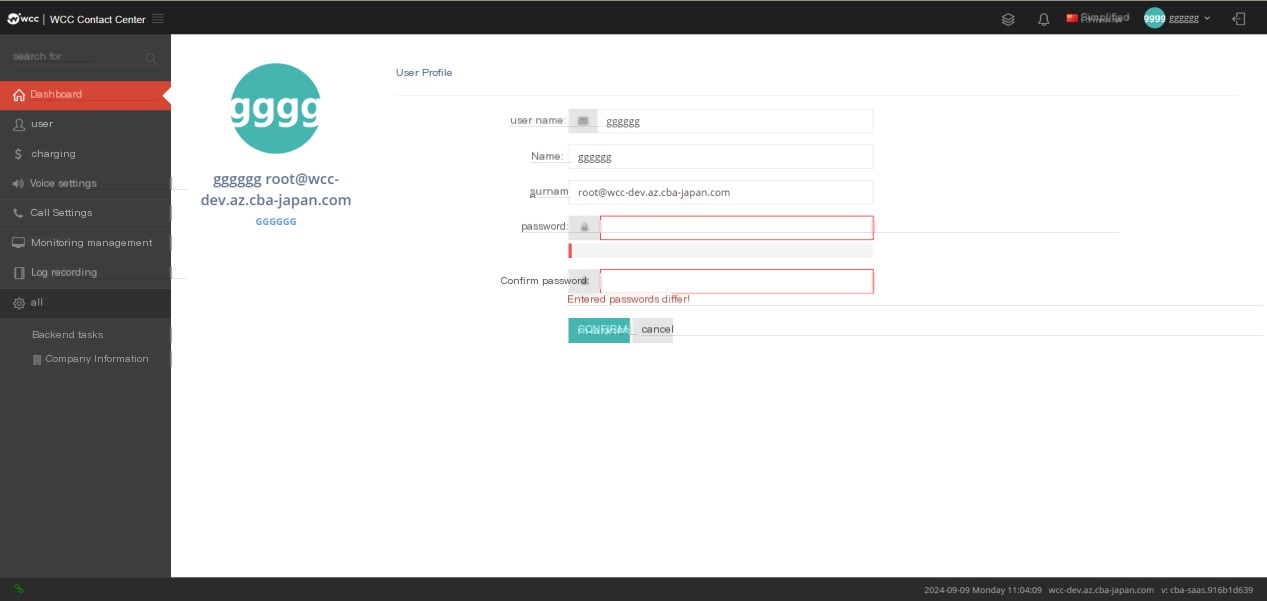 wcc | WCC Contact Center
Simplified
gggg gggggg
search for
Dashboard
user
charging
Voice settings
Call Settings
Monitoring management
Log recording
all
Backend tasks
Company Information
gggg
gggggg root@wcc-
dev.az.cba-japan.com
GGGGGG
User Profile
user name: gggggg
Name: gggggg
surnam root@wcc-dev.az.cba-japan.com
password:
Confirm password:
Entered passwords differ!
CONFIRM cancel
2024-09-09 Monday 11:04:09 wcc-dev.az.cba-japan.com v: cba-saas.916b1d639